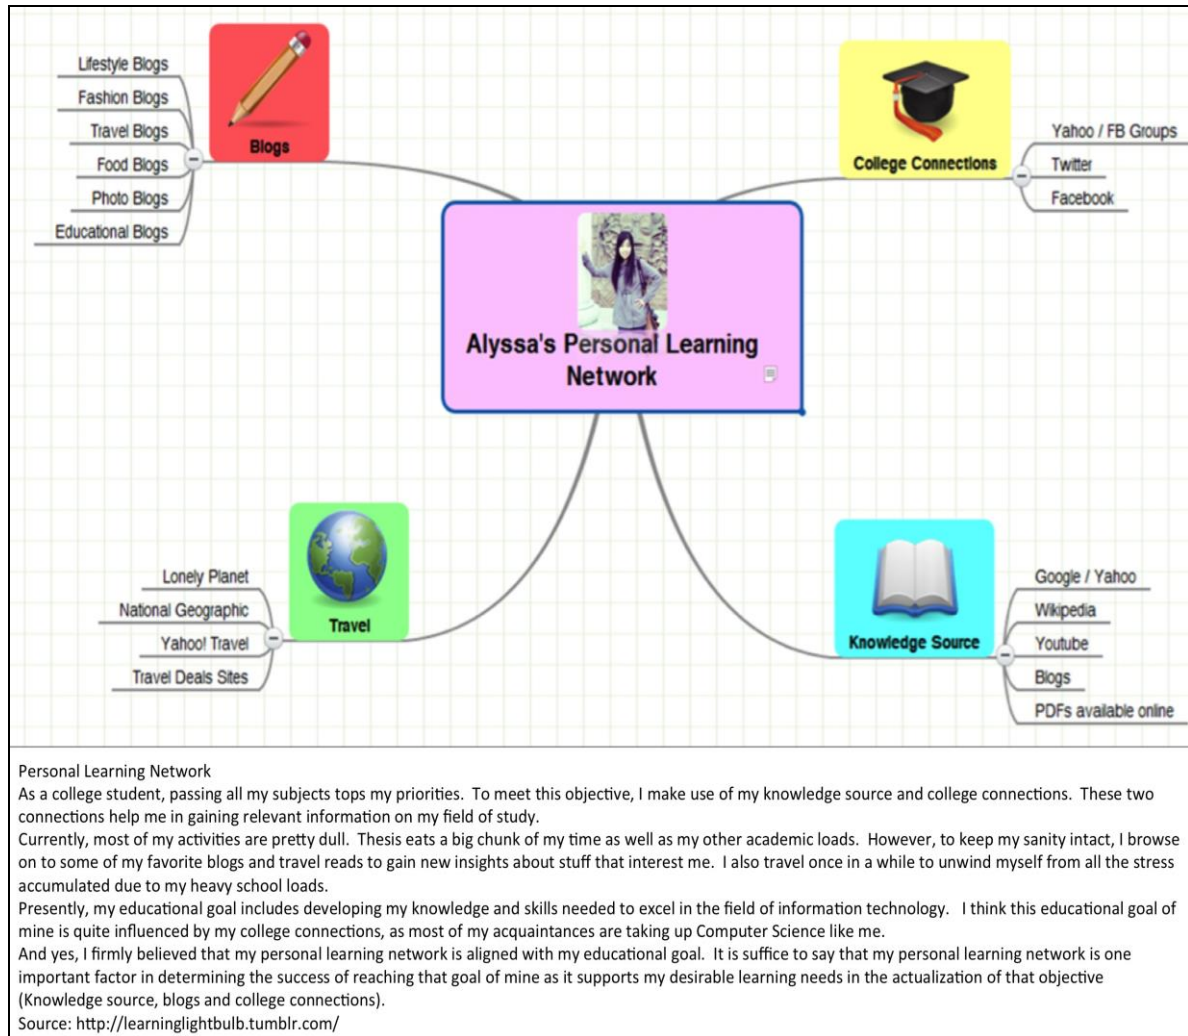 Lifestyle Blogs
Fashion Blogs
Travel Blogs
Food Blogs
Photo Blogs
Educational Blogs
Blogs
College Connections
Yahoo / FB Groups
Twitter
Facebook
Alyssa's Personal Learning
Network
Lonely Planet
National Geographic
Yahoo! Travel
Travel Deals Sites
Travel
Knowledge Source
Google / Yahoo
Wikipedia
Youtube
Blogs
PDFs available online
Personal Learning Network
As a college student, passing all my subjects tops my priorities.  To meet this objective, I make use of my knowledge source and college connections.  These two
connections help me in gaining relevant information on my field of study.
Currently, most of my activities are pretty dull.  Thesis eats a big chunk of my time as well as my other academic loads.  However, to keep my sanity intact, I browse
on to some of my favorite blogs and travel reads to gain new insights about stuff that interest me.  I also travel once in a while to unwind myself from all the stress
accumulated due to my heavy school loads.
Presently, my educational goal includes developing my knowledge and skills needed to excel in the field of information technology.   I think this educational goal of
mine is quite influenced by my college connections, as most of my acquaintances are taking up Computer Science like me.
And yes, I firmly believed that my personal learning network is aligned with my educational goal.  It is suffice to say that my personal learning network is one
important factor in determining the success of reaching that goal of mine as it supports my desirable learning needs in the actualization of that objective
(Knowledge source, blogs and college connections).
Source: http://learninglightbulb.tumblr.com/